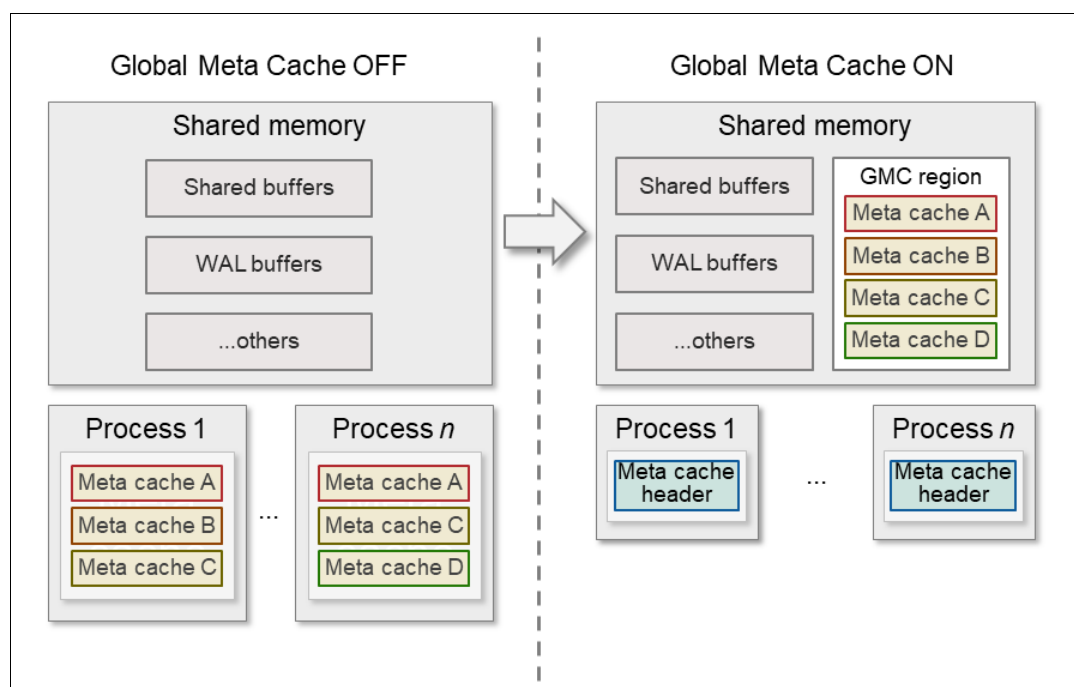 Global Meta Cache OFF
Shared memory
Shared buffers
WAL buffers
...others
Process 1
Meta cache A
Meta cache B
Meta cache C
...
Process n
Meta cache A
Meta cache C
Meta cache D
Global Meta Cache ON
Shared memory
Shared buffers
WAL buffers
...others
GMC region
Meta cache A
Meta cache B
Meta cache C
Meta cache D
Process 1
Meta cache
header
...
Process n
Meta cache
header